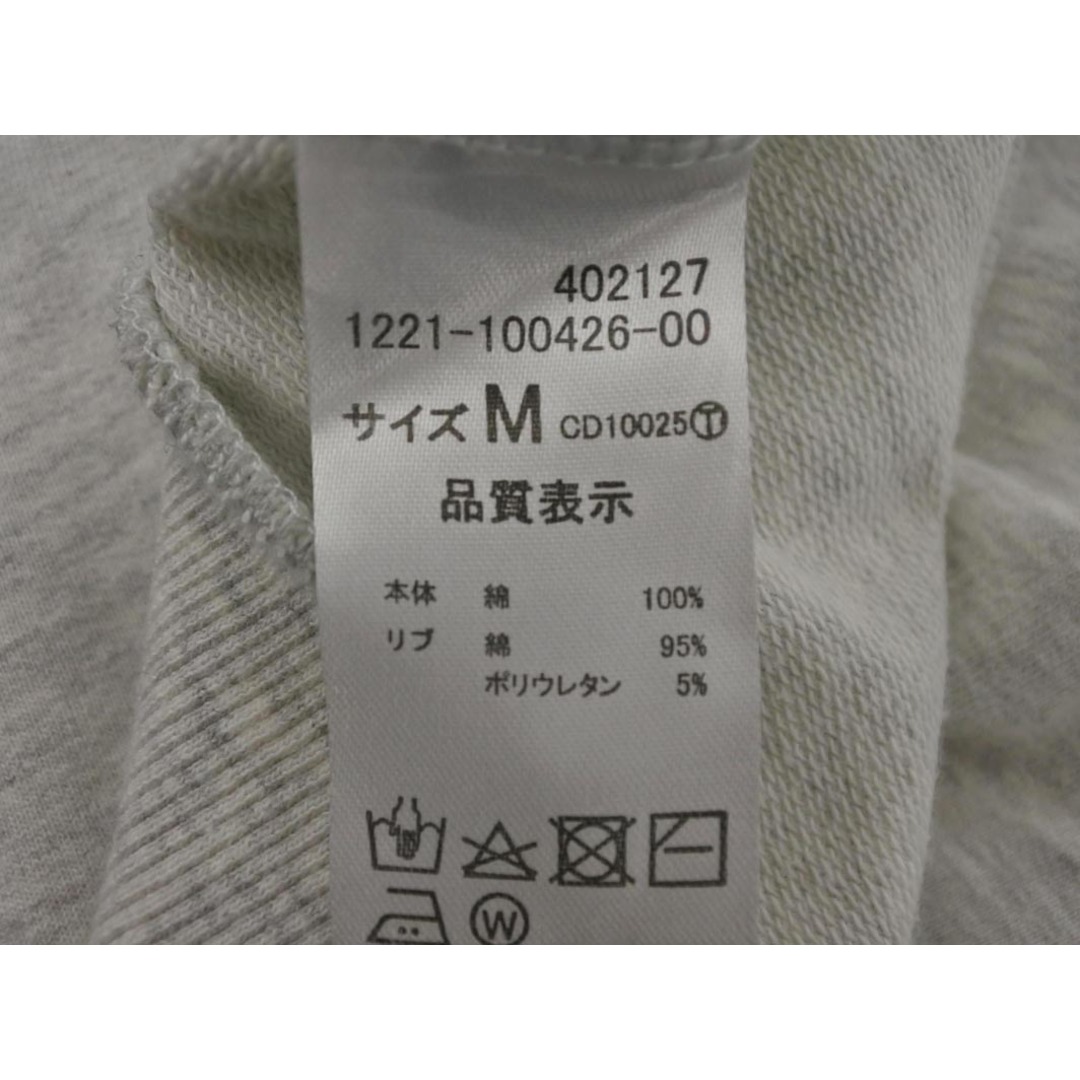 402127
1221-100426-00
サイズ M CD10025Ⓣ
品質表示
本体 綿 100%
リブ 綿 95%
ポリウレタン 5%
W